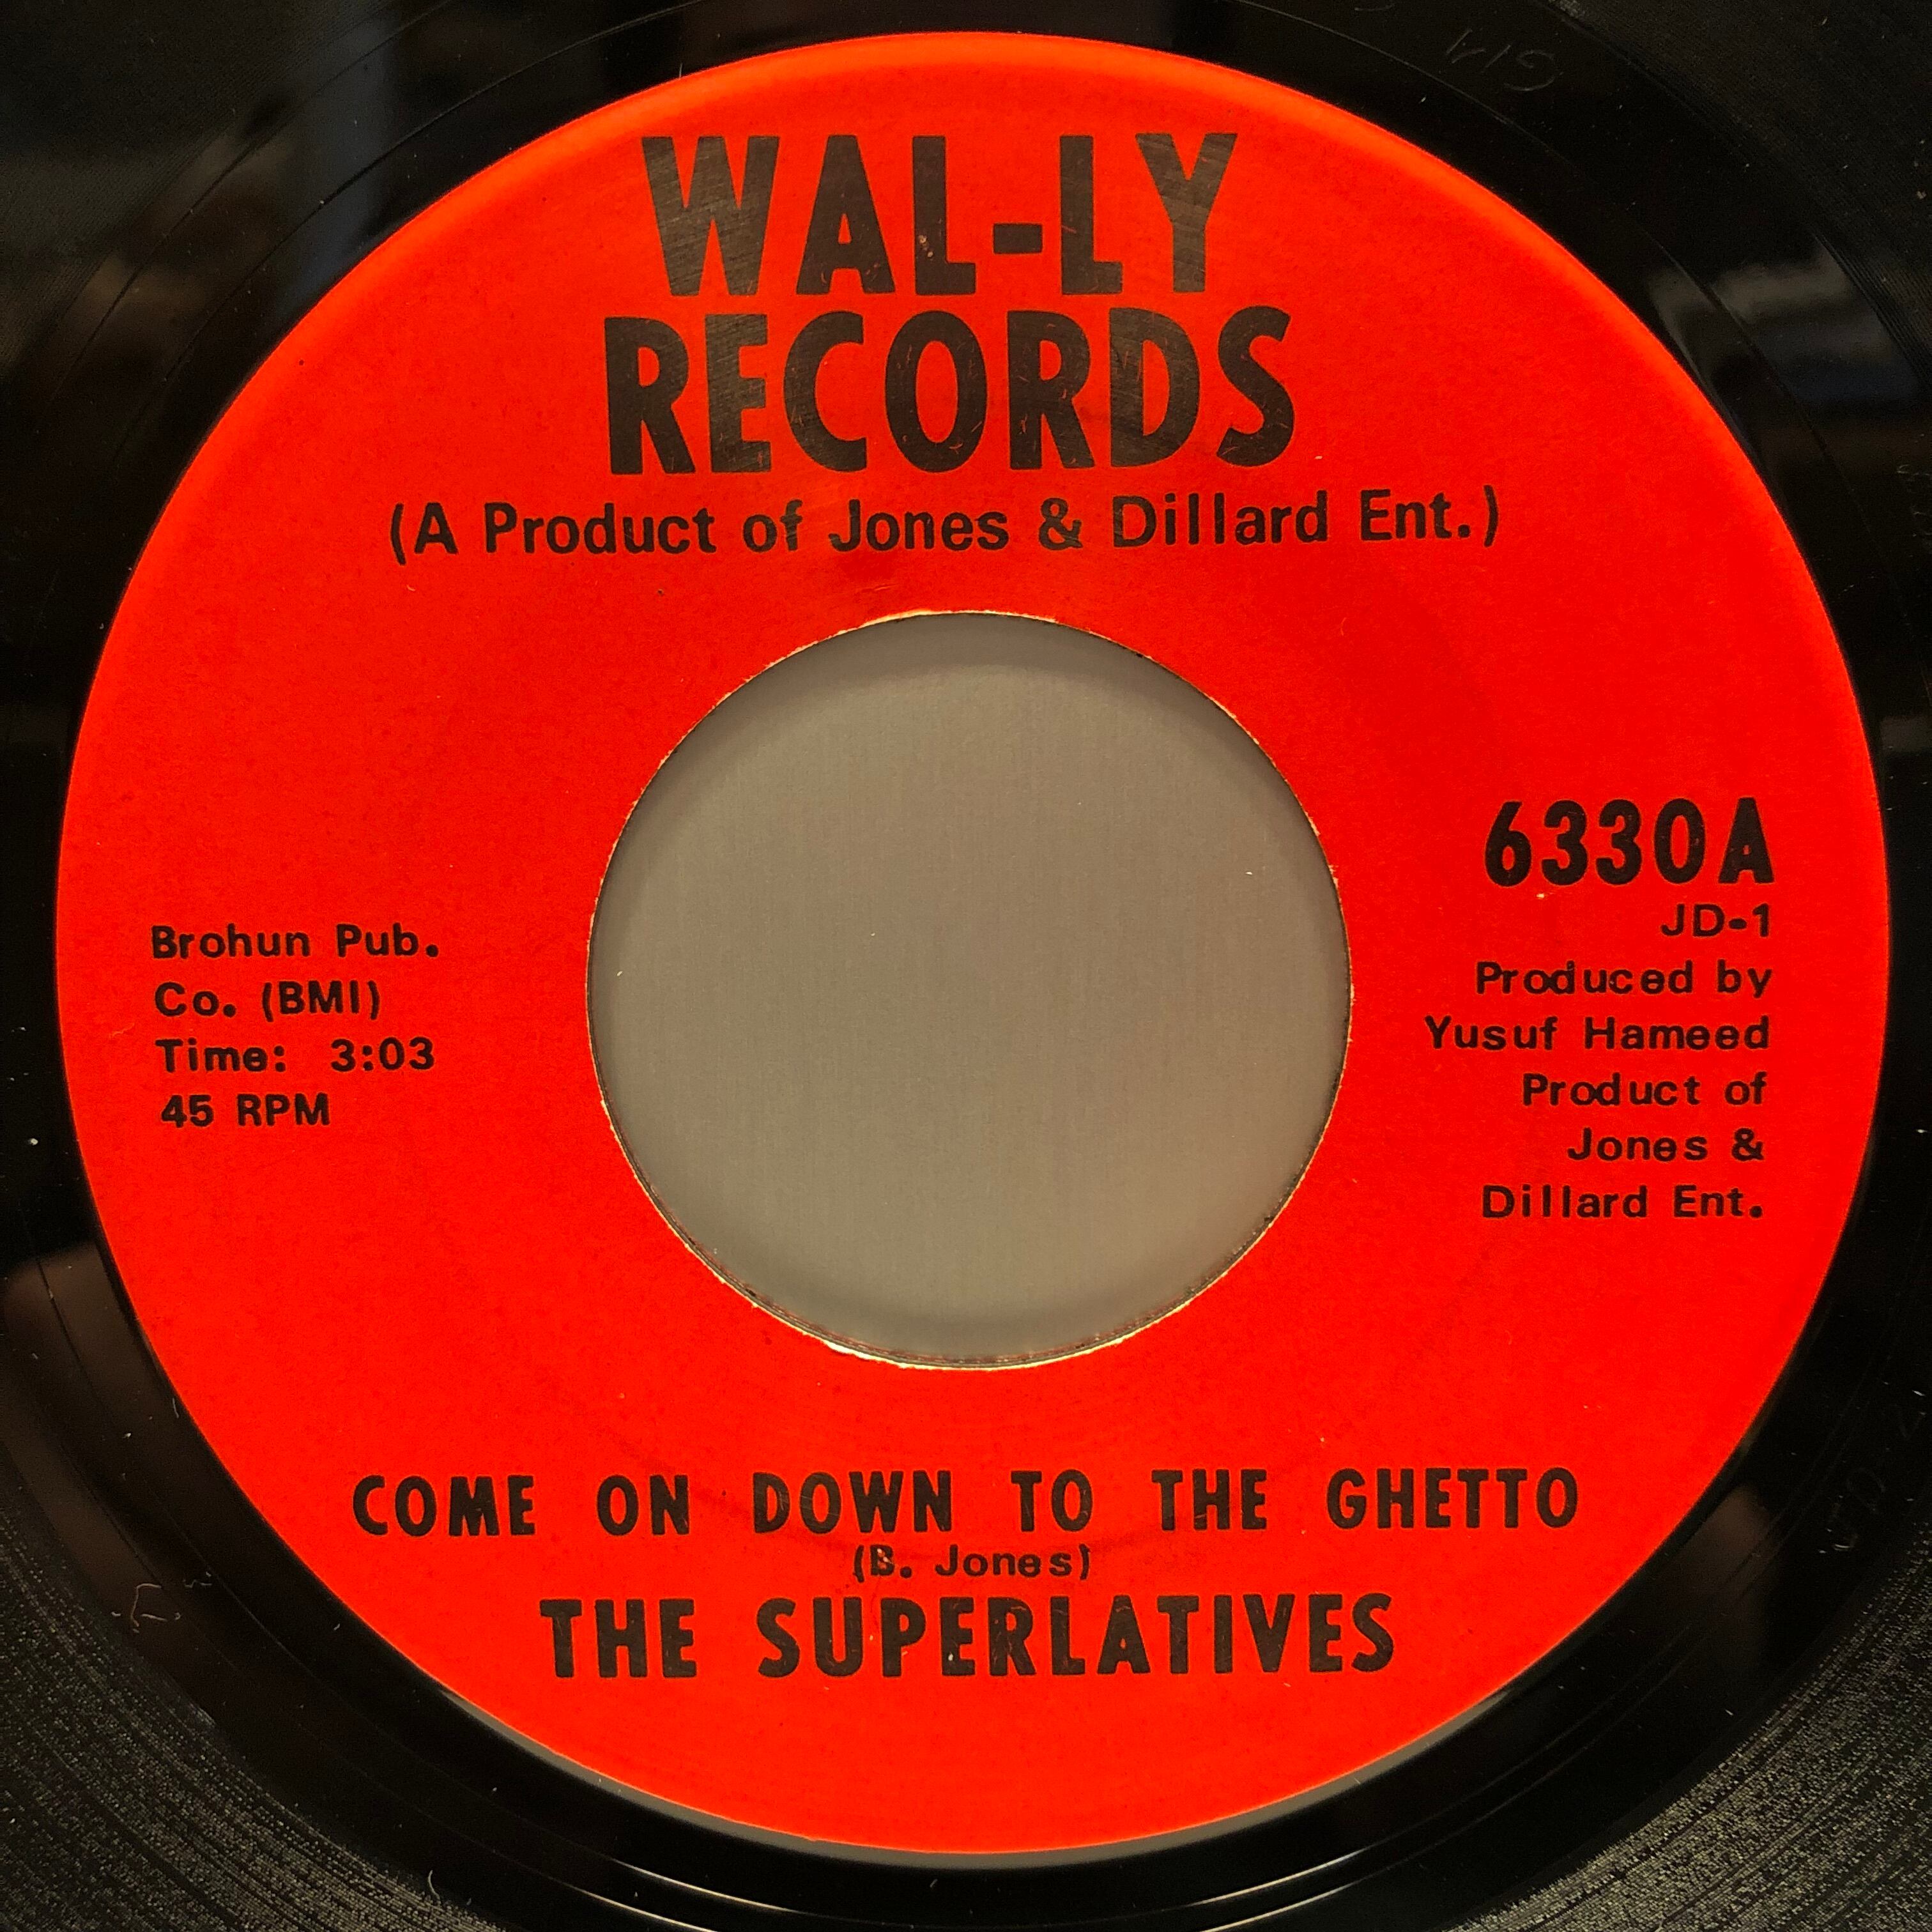 WAL-LY
RECORDS
(A Product of Jones & Dillard Ent.)
6330A
JD-1
Produced by
Yusuf Hameed
Product of
Jones &
Dillard Ent.
Brohun Pub.
Co. (BMI)
Time: 3:03
45 RPM
COME ON DOWN TO THE GHETTO
(B. Jones)
THE SUPERLATIVES